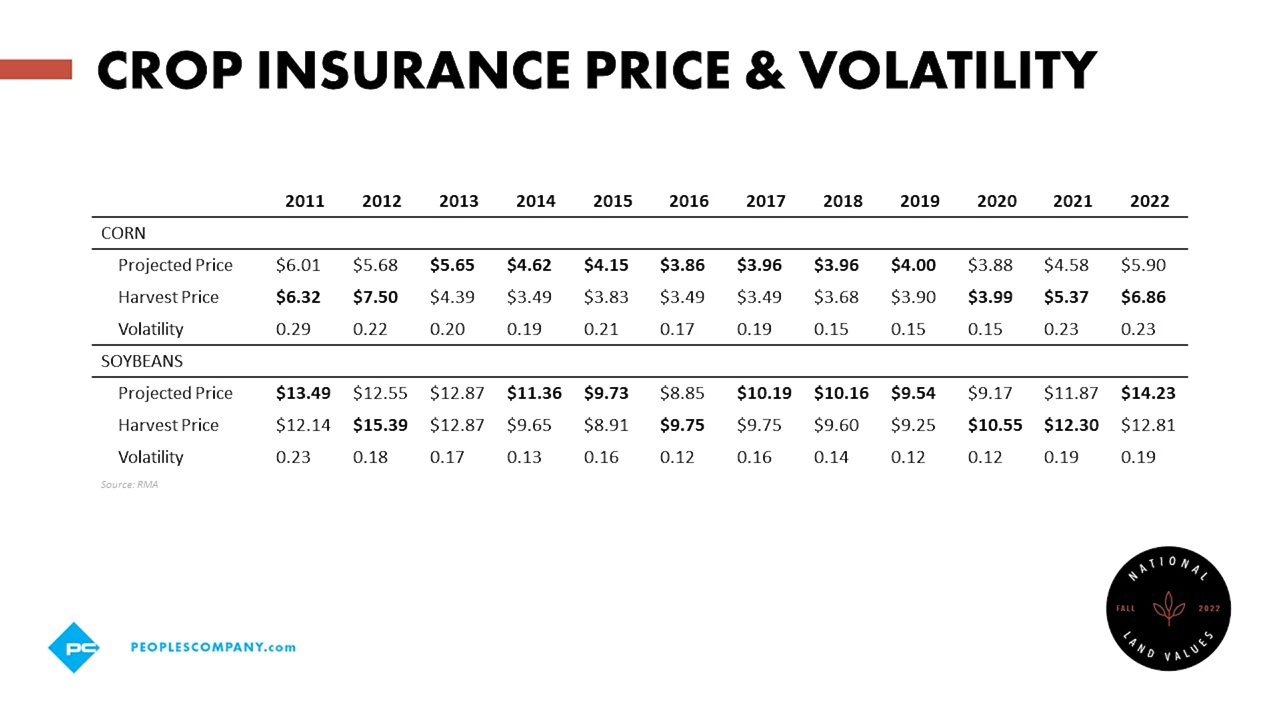 CROP INSURANCE PRICE & VOLATILITY
2011 2012 2013 2014 2015 2016 2017 2018 2019 2020 2021 2022
CORN
Projected Price $6.01 $5.68 $5.65 $4.62 $4.15 $3.86 $3.96 $3.96 $4.00 $3.88 $4.58 $5.90
Harvest Price $6.32 $7.50 $4.39 $3.49 $3.83 $3.49 $3.49 $3.68 $3.90 $3.99 $5.37 $6.86
Volatility 0.29 0.22 0.20 0.19 0.21 0.17 0.19 0.15 0.15 0.15 0.23 0.23
SOYBEANS
Projected Price $13.49 $12.55 $12.87 $11.36 $9.73 $8.85 $10.19 $10.16 $9.54 $9.17 $11.87 $14.23
Harvest Price $12.14 $15.39 $12.87 $9.65 $8.91 $9.75 $9.75 $9.60 $9.25 $10.55 $12.30 $12.81
Volatility 0.23 0.18 0.17 0.13 0.16 0.12 0.16 0.14 0.12 0.12 0.19 0.19
Source: RMA
NATIONAL
FALL 2022
LAND VALUES
PC
PEOPLESCOMPANY.com